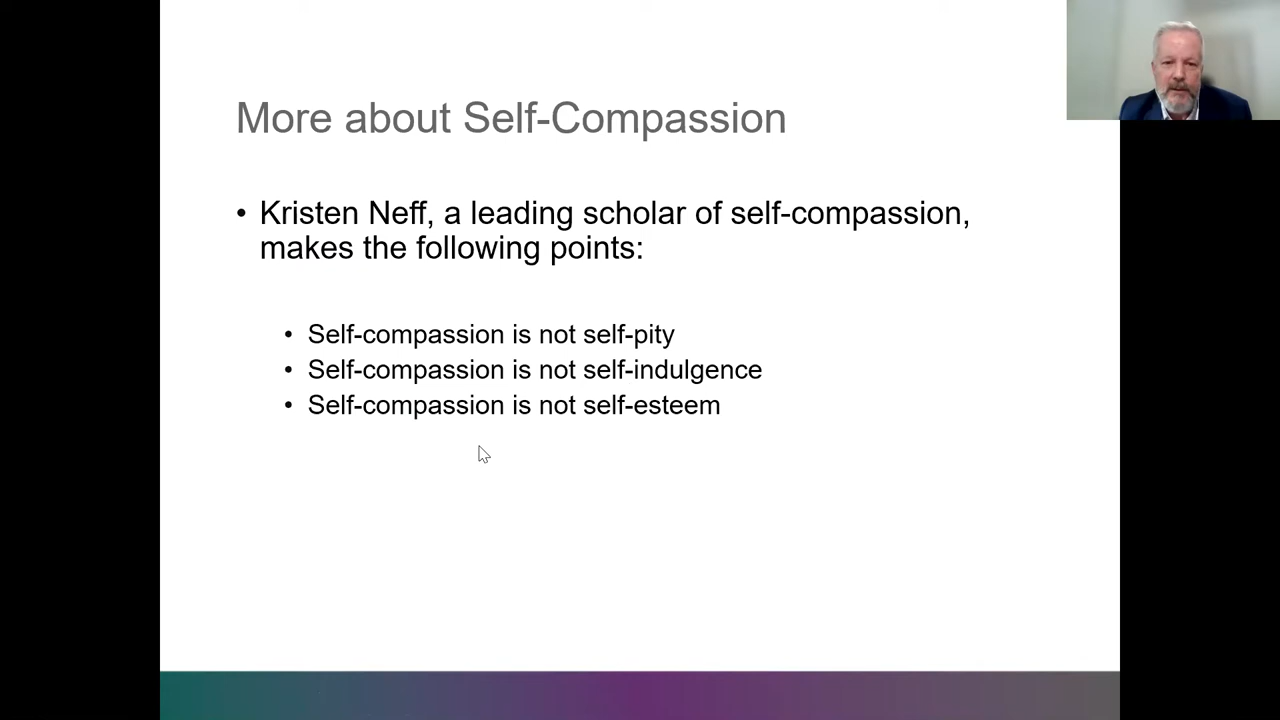 More about Self-Compassion
• Kristen Neff, a leading scholar of self-compassion,
makes the following points:
• Self-compassion is not self-pity
• Self-compassion is not self-indulgence
• Self-compassion is not self-esteem